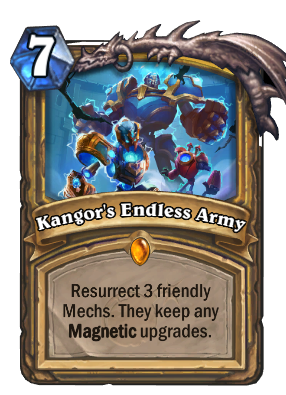 7
Kangor's Endless Army
Resurrect 3 friendly
Mechs. They keep any
Magnetic upgrades.